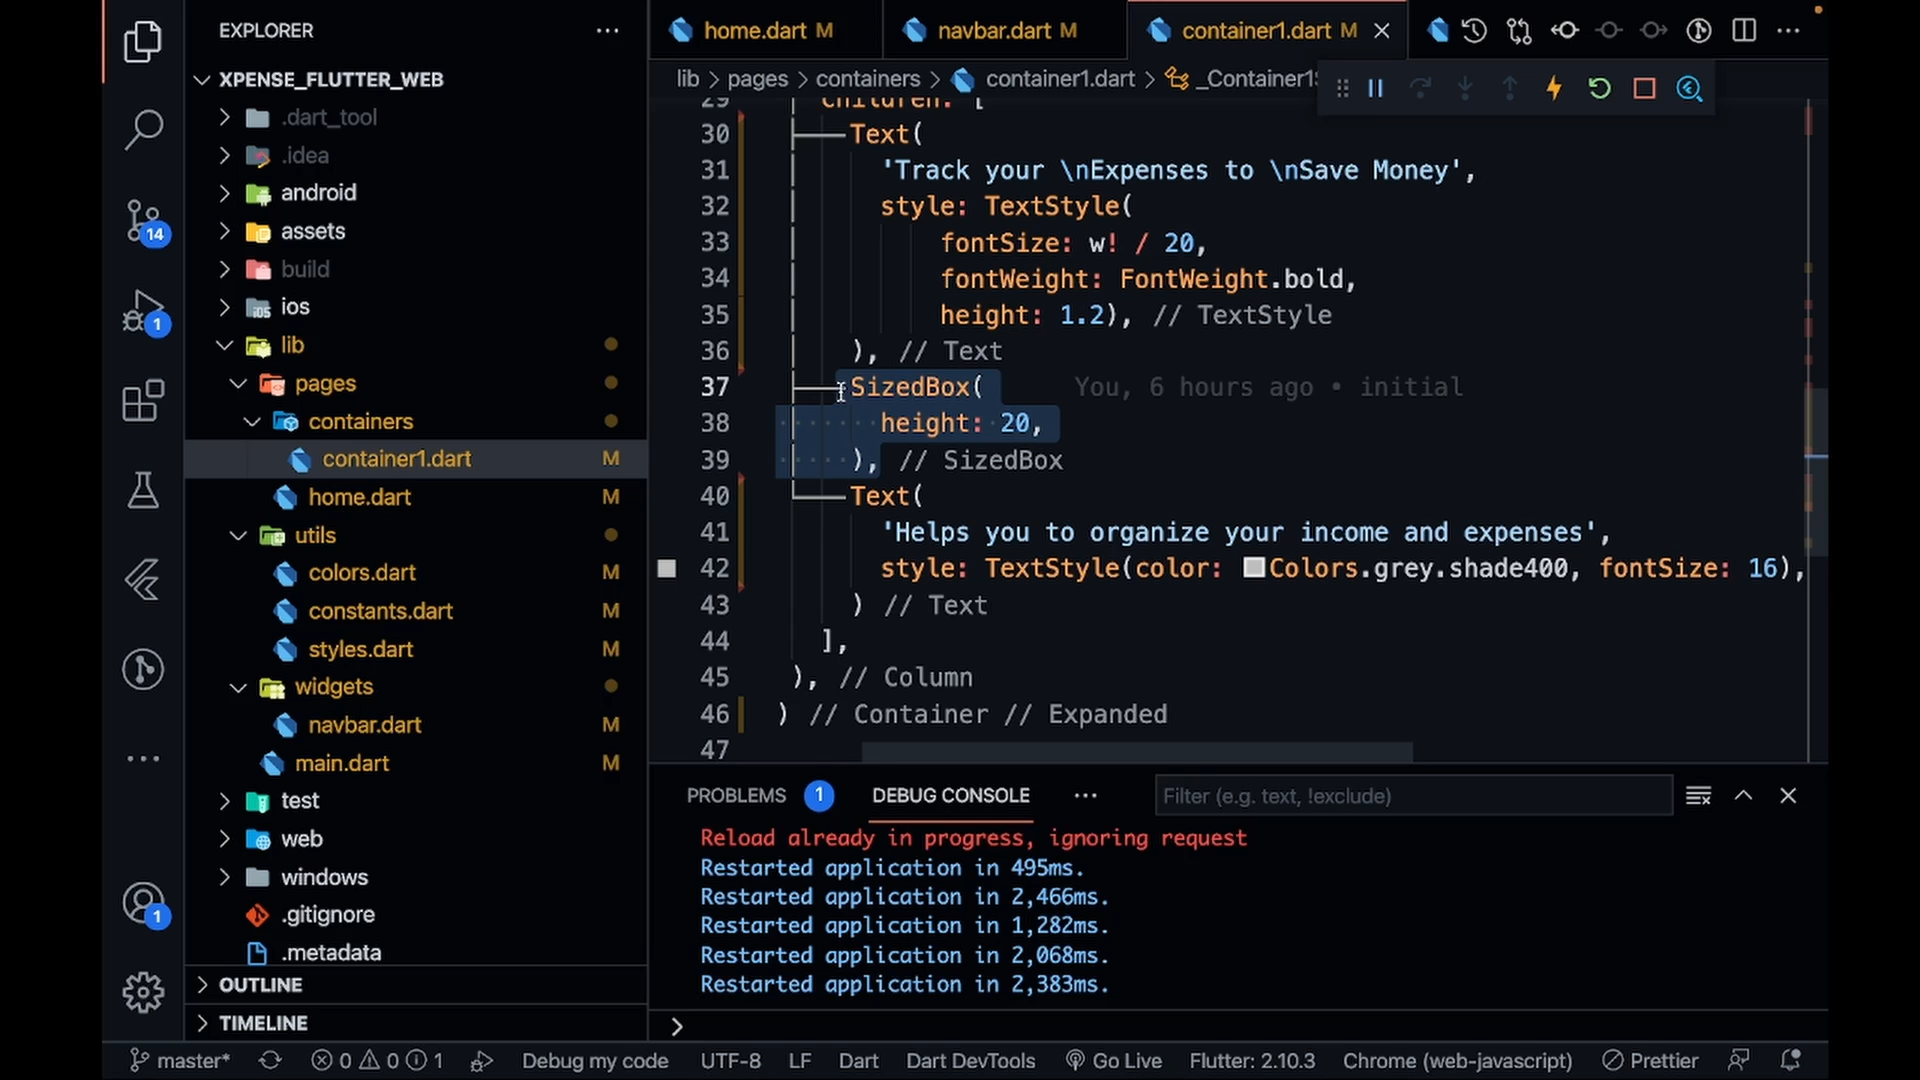 EXPLORER
XPENSE_FLUTTER_WEB
.dart_tool
.idea
android
assets
build
ios
lib
pages
containers
container1.dart M
home.dart M
utils
colors.dart M
constants.dart M
styles.dart M
widgets
navbar.dart M
main.dart M
test
web
windows
.gitignore
.metadata
OUTLINE
TIMELINE
14
1
1
home.dart M
navbar.dart M
container1.dart M
lib > pages > containers > container1.dart > _Container1
29 children: [
30 Text(
31 'Track your \nExpenses to \nSave Money',
32 style: TextStyle(
33 fontSize: w! / 20,
34 fontWeight: FontWeight.bold,
35 height: 1.2), // TextStyle
36 ), // Text
37 SizedBox( You, 6 hours ago • initial
38 height: 20,
39 ), // SizedBox
40 Text(
41 'Helps you to organize your income and expenses',
42 style: TextStyle(color: Colors.grey.shade400, fontSize: 16),
43 ) // Text
44 ],
45 ), // Column
46 ) // Container // Expanded
47
PROBLEMS 1 DEBUG CONSOLE Filter (e.g. text, !exclude)
Reload already in progress, ignoring request
Restarted application in 495ms.
Restarted application in 2,466ms.
Restarted application in 1,282ms.
Restarted application in 2,068ms.
Restarted application in 2,383ms.
master* 0 0 1 Debug my code UTF-8 LF Dart Dart DevTools Go Live Flutter: 2.10.3 Chrome (web-javascript) Prettier